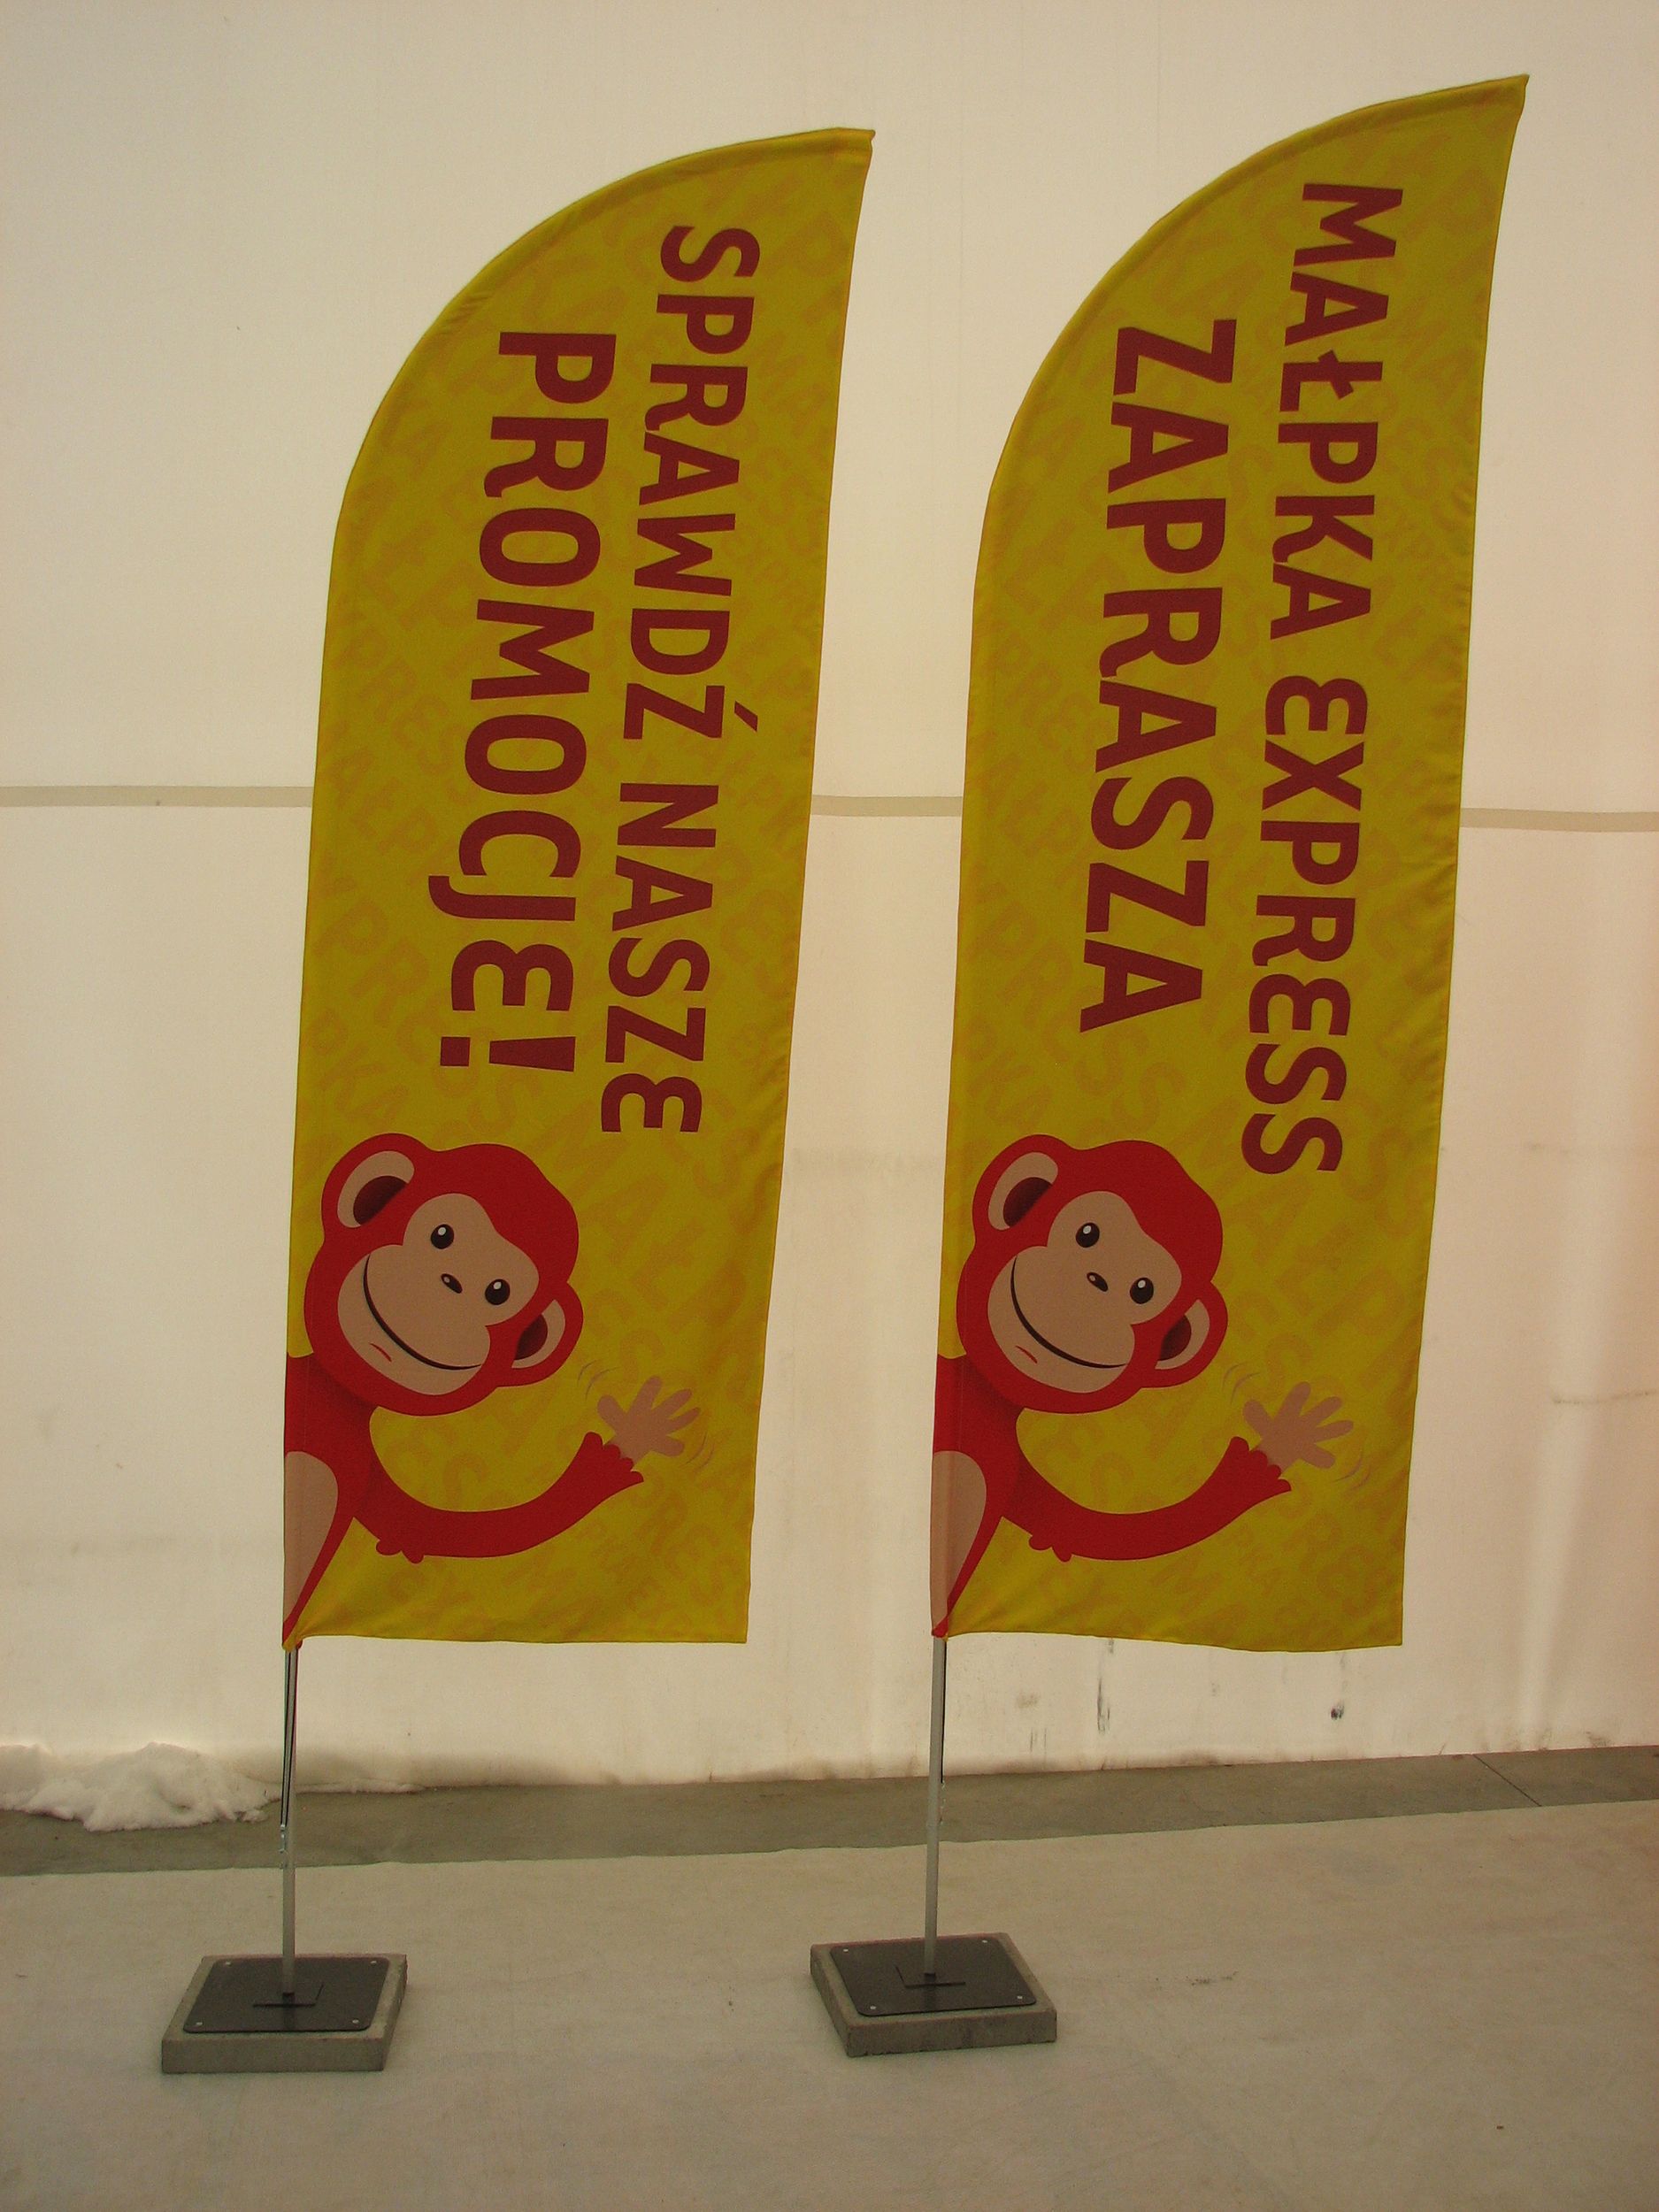 SPRAWDŹ NASZE
PROMOCJE!
MAŁPKA EXPRESS
ZAPRASZA